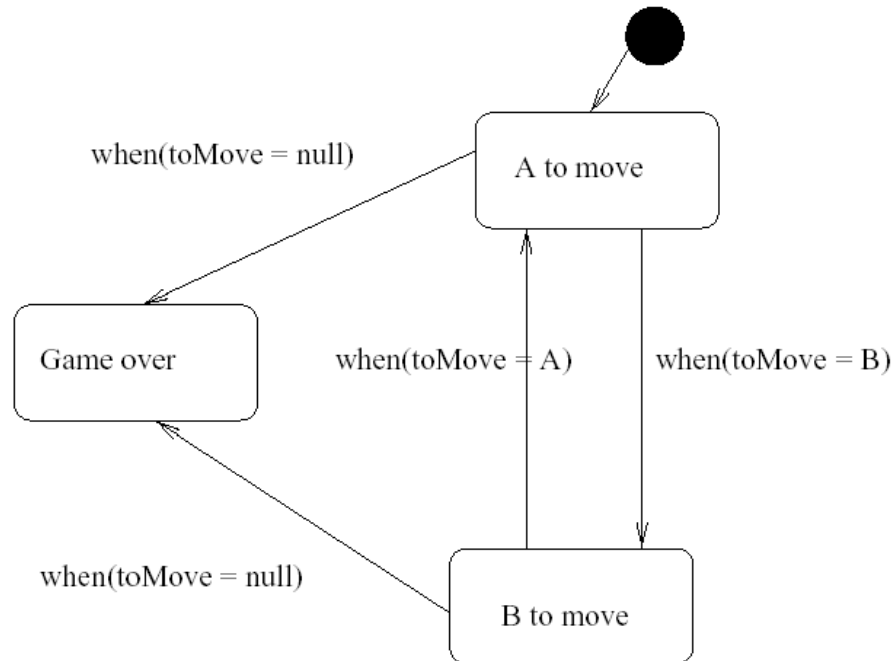 when(toMove = null)
A to move
Game over
when(toMove = A)
when(toMove = B)
when(toMove = null)
B to move